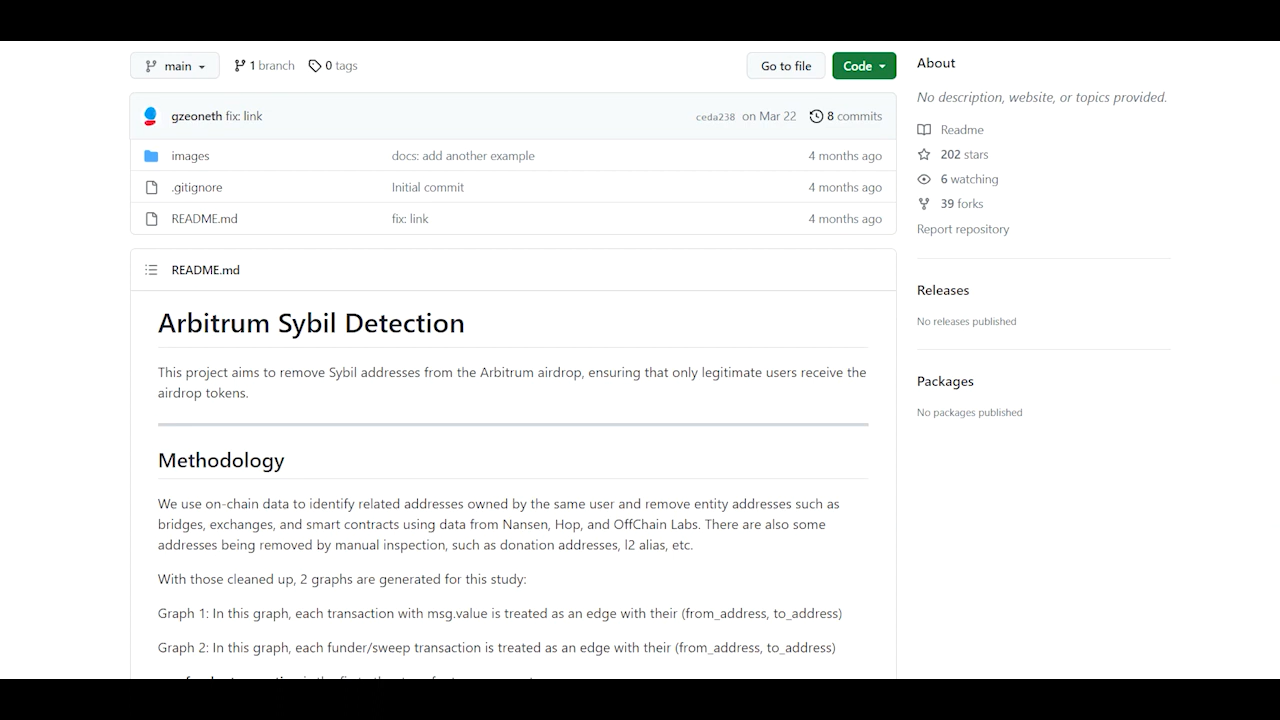 main
1 branch
0 tags
Go to file
Code
gzeoneth fix: link
ceda238 on Mar 22
8 commits
images
docs: add another example
4 months ago
.gitignore
Initial commit
4 months ago
README.md
fix: link
4 months ago
README.md
Arbitrum Sybil Detection
This project aims to remove Sybil addresses from the Arbitrum airdrop, ensuring that only legitimate users receive the
airdrop tokens.
Methodology
We use on-chain data to identify related addresses owned by the same user and remove entity addresses such as
bridges, exchanges, and smart contracts using data from Nansen, Hop, and OffChain Labs. There are also some
addresses being removed by manual inspection, such as donation addresses, l2 alias, etc.
With those cleaned up, 2 graphs are generated for this study:
Graph 1: In this graph, each transaction with msg.value is treated as an edge with their (from_address, to_address)
Graph 2: In this graph, each funder/sweep transaction is treated as an edge with their (from_address, to_address)
About
No description, website, or topics provided.
Readme
202 stars
6 watching
39 forks
Report repository
Releases
No releases published
Packages
No packages published